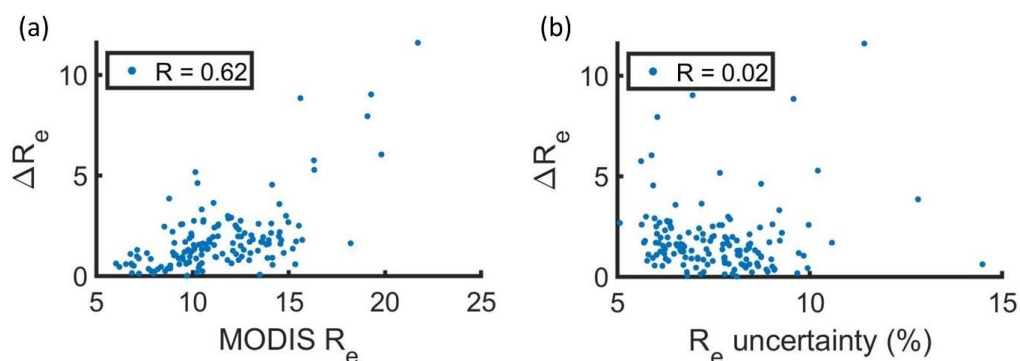 (a)
R = 0.62
10
5
0
ΔRe
5 10 15 20 25
MODIS Re
(b)
R = 0.02
10
5
0
ΔRe
5 10 15
Re uncertainty (%)